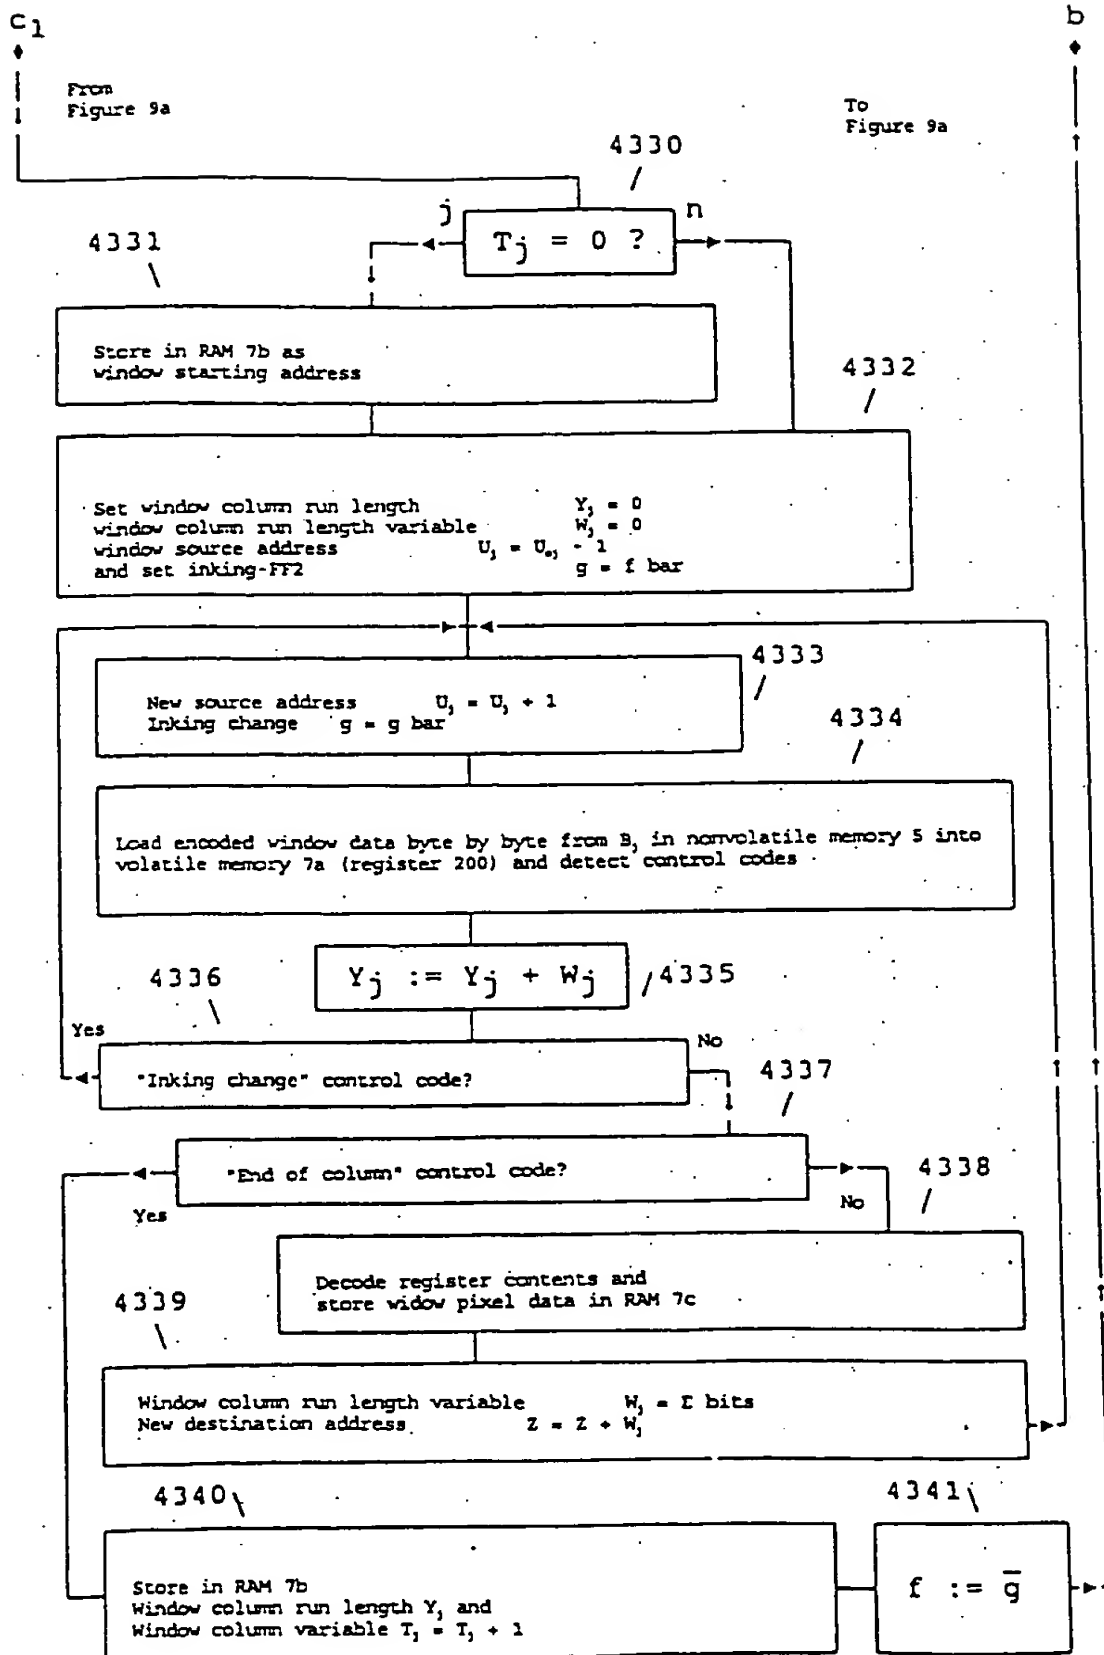 c1
b
From
Figure 9a
To
Figure 9a
4330
j
n
Tj = 0 ?
4331
Store in RAM 7b as
window starting address
4332
Set window column run length Yj = 0
window column run length variable Wj = 0
window source address Uj = Uoj - 1
and set inking-FF2 g = f bar
4333
New source address Uj = Uj + 1
Inking change g = g bar
4334
Load encoded window data byte by byte from Bj in nonvolatile memory 5 into
volatile memory 7a (register 200) and detect control codes
4336
Yj := Yj + Wj
4335
Yes
No
"Inking change" control code?
4337
"End of column" control code?
4338
Yes
No
Decode register contents and
store widow pixel data in RAM 7c
4339
Window column run length variable Wj = Σ bits
New destination address Z = Z + Wj
4340
4341
Store in RAM 7b
Window column run length Yj and
Window column variable Tj = Tj + 1
f := g̅